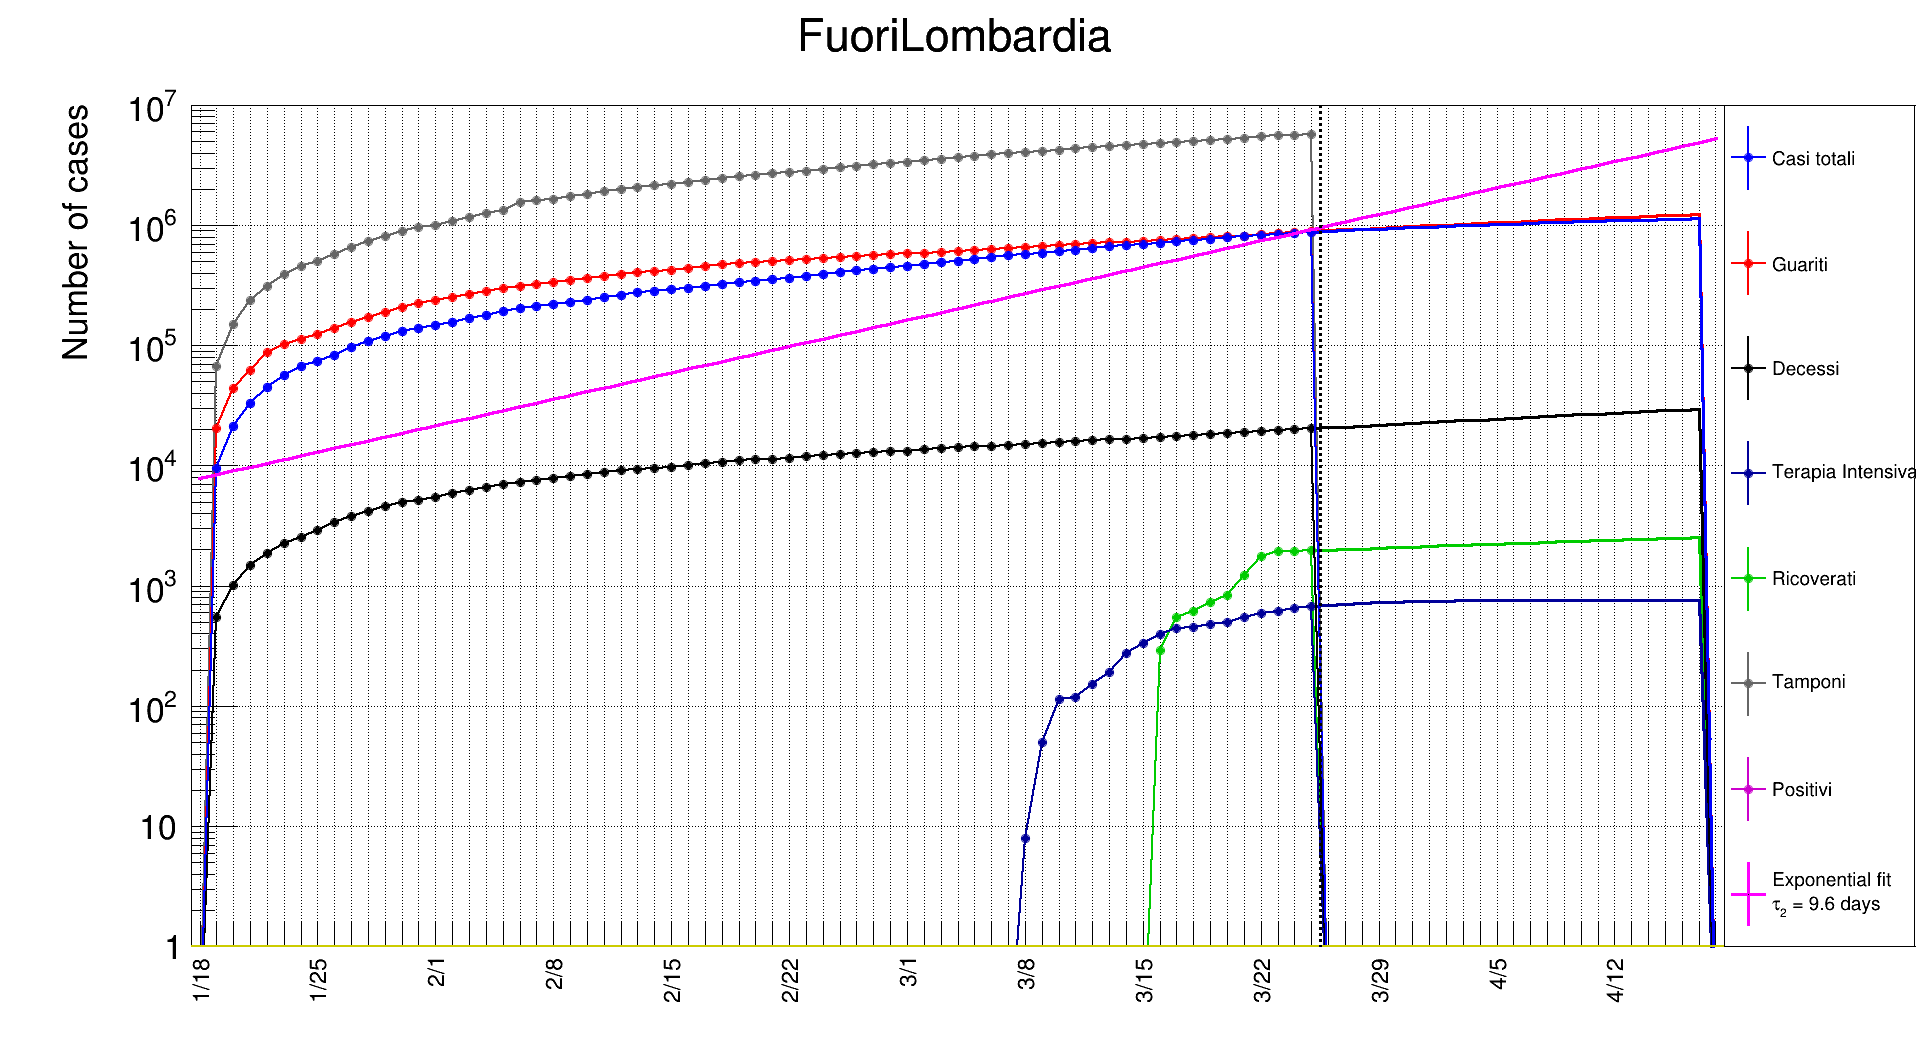 FuoriLombardia
Number of cases
10^7
10^6
10^5
10^4
10^3
10^2
10
1
1/18
1/25
2/1
2/8
2/15
2/22
3/1
3/8
3/15
3/22
3/29
4/5
4/12
Casi totali
Guariti
Decessi
Terapia Intensiva
Ricoverati
Tamponi
Positivi
Exponential fit
τ_2 = 9.6 days